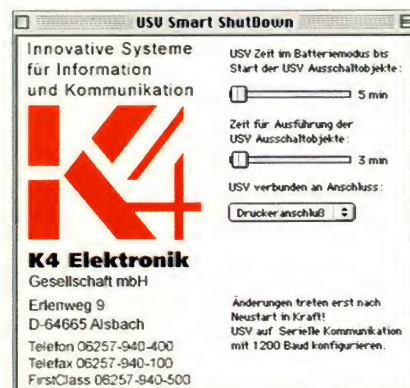 USV Smart ShutDown
Innovative Systeme
für Information
und Kommunikation
K4
K4 Elektronik
Gesellschaft mbH
Erlenweg 9
D-64665 Alsbach
Telefon 06257-940-400
Telefax 06257-940-100
FirstClass 06257-940-500
USV Zeit im Batteriemodus bis
Start der USV Ausschaltobjekte:
5 min
Zeit für Ausführung der
USV Ausschaltobjekte:
3 min
USV verbunden an Anschluss:
Druckeranschluß
Änderungen treten erst nach
Neustart in Kraft!
USV auf Serielle Kommunikation
mit 1200 Baud konfigurieren.